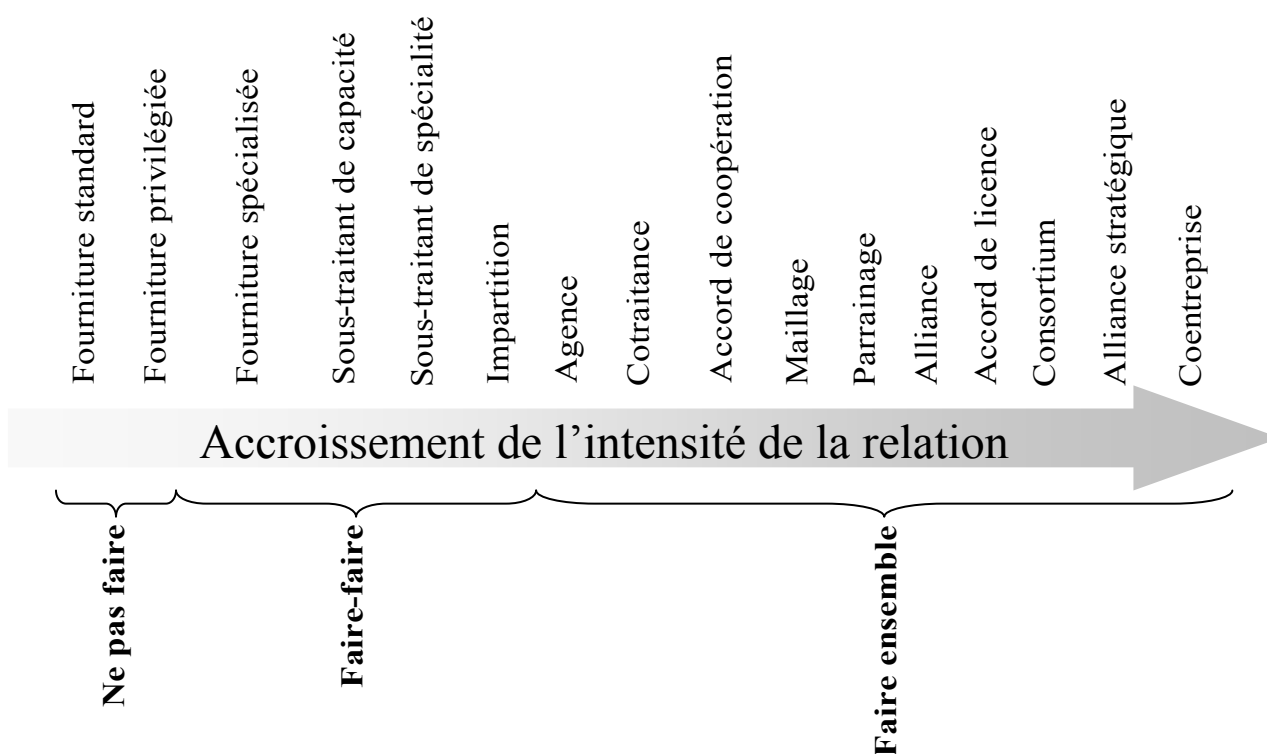 Fourniture standard
Fourniture privilégiée
Fourniture spécialisée
Sous-traitant de capacité
Sous-traitant de spécialité
Impartition
Agence
Cotraitance
Accord de coopération
Maillage
Parrainage
Alliance
Accord de licence
Consortium
Alliance stratégique
Coentreprise
Accroissement de l’intensité de la relation
Ne pas faire
Faire-faire
Faire ensemble